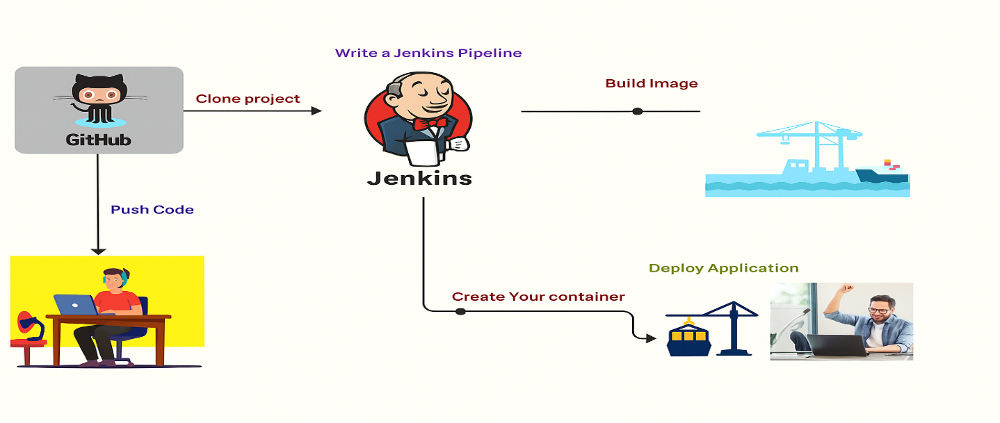 Write a Jenkins Pipeline
Build Image
Clone project
GitHub
Jenkins
Push Code
Deploy Application
Create Your container